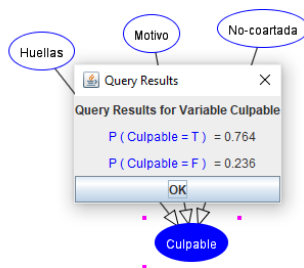 No-coartada
Motivo
Huellas
Query Results
Query Results for Variable Culpable
P ( Culpable = T ) = 0.764
P ( Culpable = F ) = 0.236
OK
Culpable